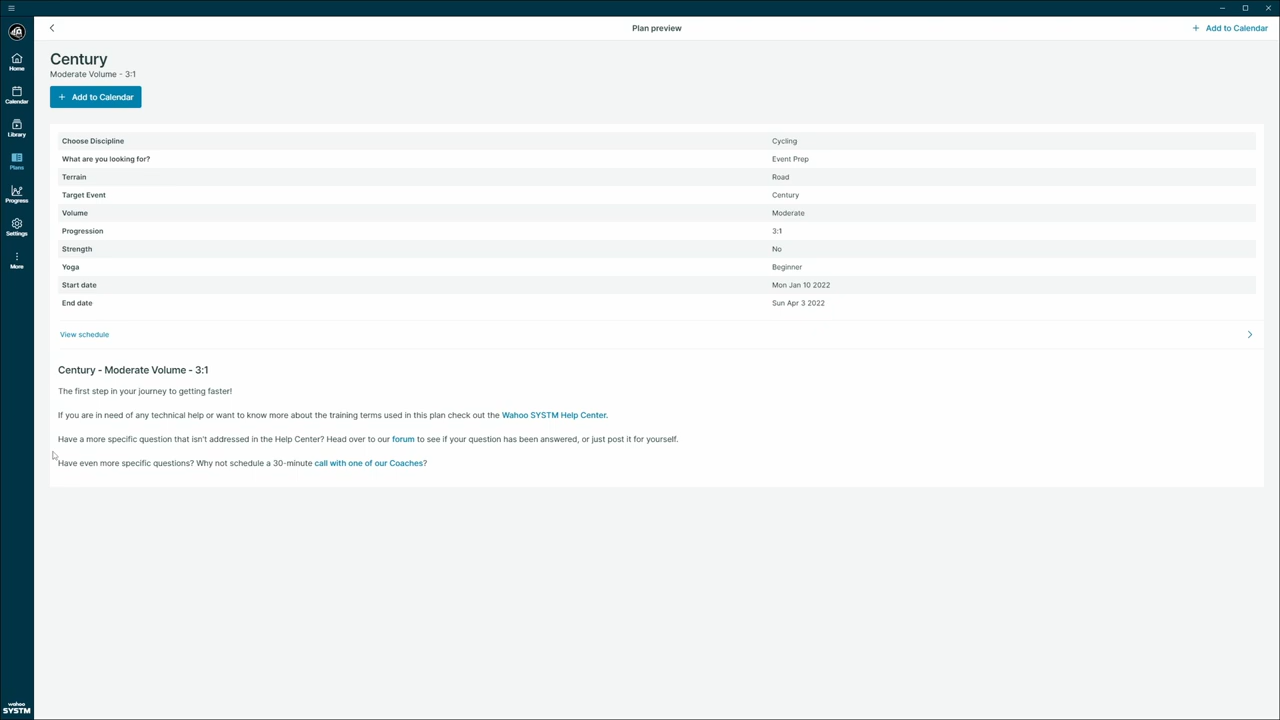 Plan preview
+ Add to Calendar
Century
Moderate Volume - 3:1
+ Add to Calendar
Home
Calendar
Library
Plans
Progress
Settings
More
Choose Discipline Cycling
What are you looking for? Event Prep
Terrain Road
Target Event Century
Volume Moderate
Progression 3:1
Strength No
Yoga Beginner
Start date Mon Jan 10 2022
End date Sun Apr 3 2022
View schedule
Century - Moderate Volume - 3:1
The first step in your journey to getting faster!
If you are in need of any technical help or want to know more about the training terms used in this plan check out the Wahoo SYSTM Help Center.
Have a more specific question that isn't addressed in the Help Center? Head over to our forum to see if your question has been answered, or just post it for yourself.
Have even more specific questions? Why not schedule a 30-minute call with one of our Coaches?
wahoo
SYSTM